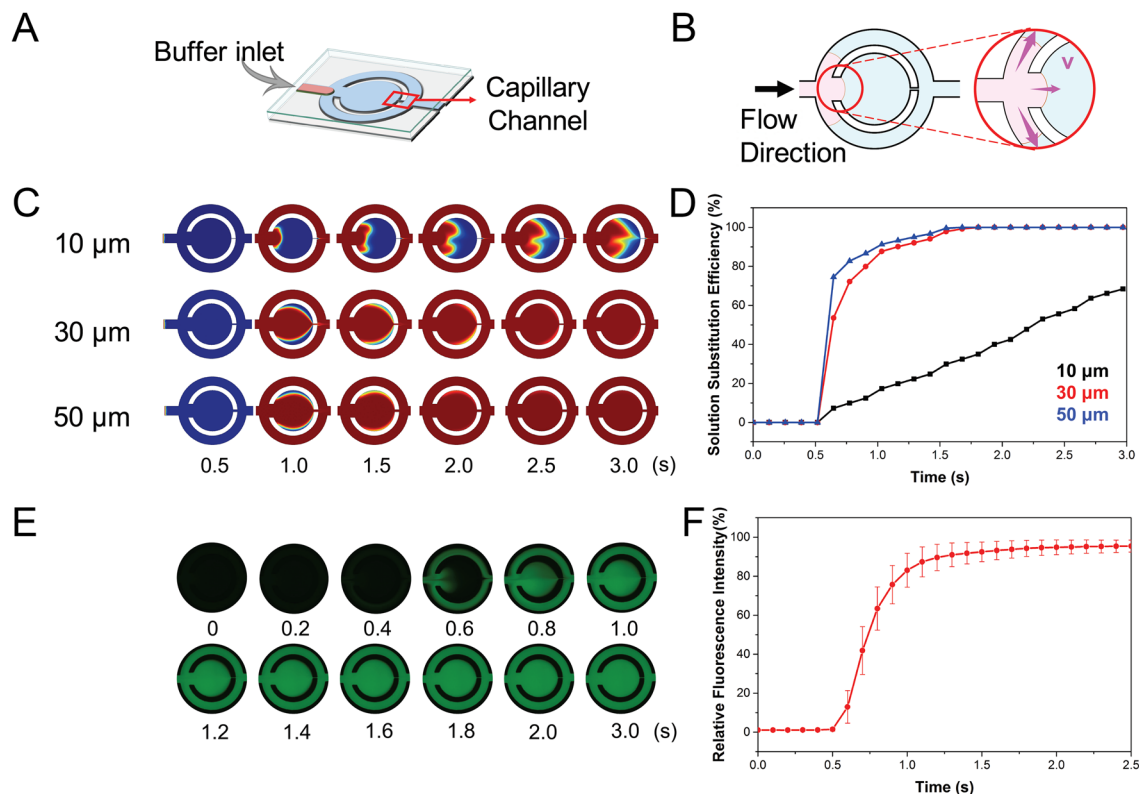 A
Buffer inlet
Capillary
Channel
B
v
Flow
Direction
C
10 μm
30 μm
50 μm
0.5 1.0 1.5 2.0 2.5 3.0 (s)
D
Solution Substitution Efficiency (%)
100
80
60
40
20
0
10 μm
30 μm
50 μm
0.0 0.5 1.0 1.5 2.0 2.5 3.0
Time (s)
E
0 0.2 0.4 0.6 0.8 1.0
1.2 1.4 1.6 1.8 2.0 3.0 (s)
F
Relative Fluorescence Intensity(%)
100
80
60
40
20
0
0.0 0.5 1.0 1.5 2.0 2.5
Time (s)